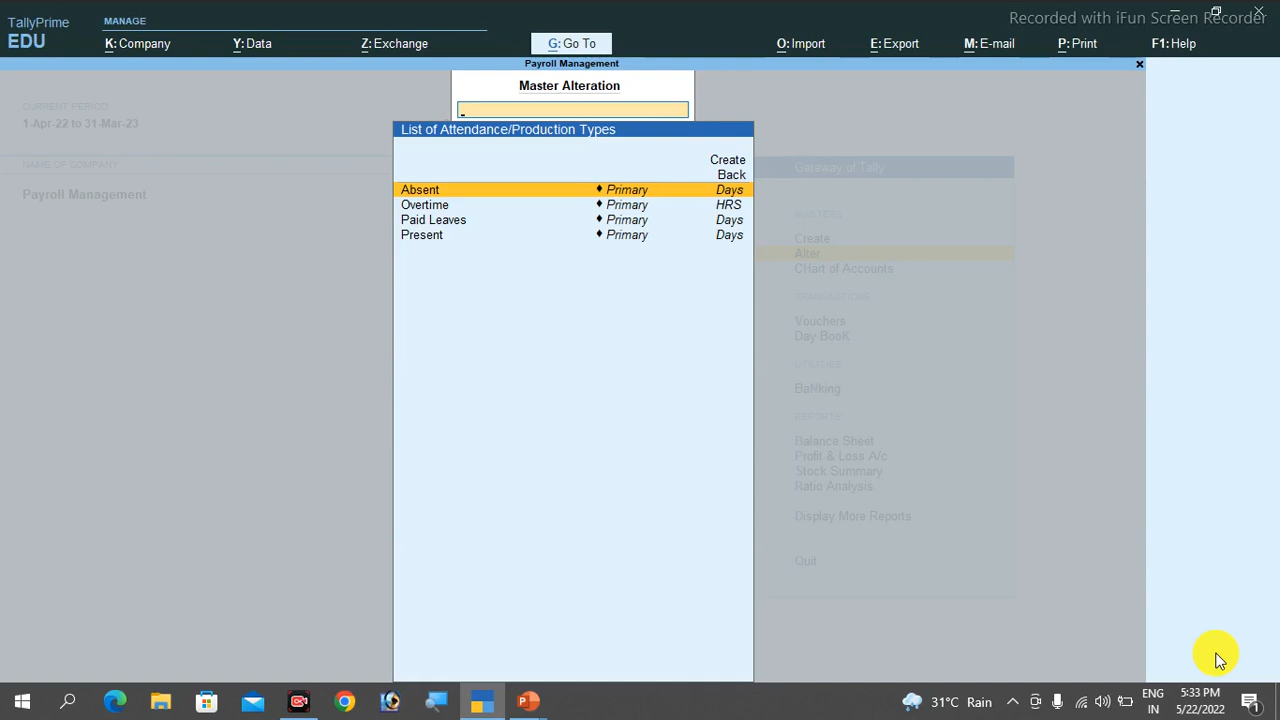 Recorded with iFun Screen Recorder
TallyPrime
EDU
MANAGE
K: Company
Y: Data
Z: Exchange
G: Go To
O: Import
E: Export
M: E-mail
P: Print
F1: Help
Payroll Management
Master Alteration
CURRENT PERIOD
1-Apr-22 to 31-Mar-23
NAME OF COMPANY
Payroll Management
List of Attendance/Production Types
Create
Back
Absent ♦ Primary Days
Overtime ♦ Primary HRS
Paid Leaves ♦ Primary Days
Present ♦ Primary Days
Gateway of Tally
MASTERS
Create
Alter
CHart of Accounts
TRANSACTIONS
Vouchers
Day BooK
UTILITIES
BaNking
REPORTS
Balance Sheet
Profit & Loss A/c
Stock Summary
Ratio Analysis
Display More Reports
Quit
31°C Rain
ENG
IN
5:33 PM
5/22/2022
1